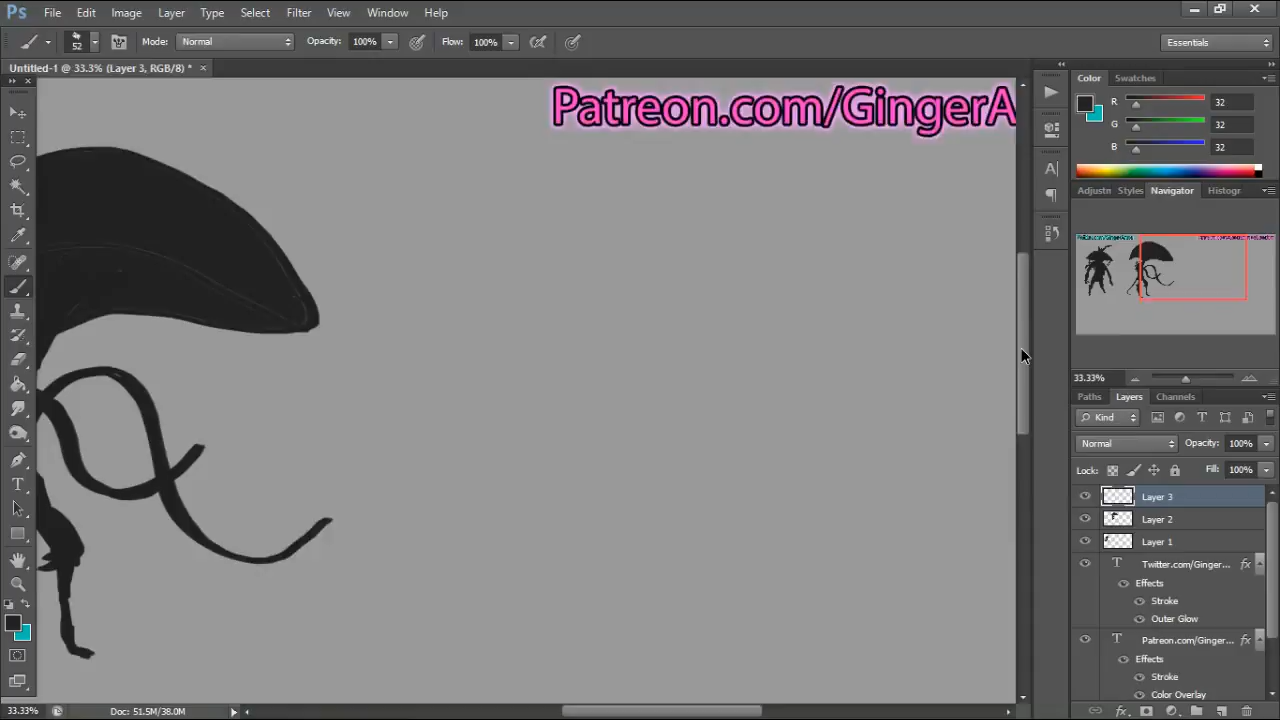 Ps File Edit Image Layer Type Select Filter View Window Help
52 Mode: Normal Opacity: 100% Flow: 100% Essentials
Untitled-1 @ 33.3% (Layer 3, RGB/8) * ×
Patreon.com/GingerA
Color Swatches
R 32
G 32
B 32
Adjustn Styles Navigator Histogr
33.33%
Paths Layers Channels
Kind
Normal Opacity: 100%
Lock: Fill: 100%
Layer 3
Layer 2
Layer 1
T Twitter.com/Ginger... fx
Effects
Stroke
Outer Glow
T Patreon.com/Ginger... fx
Effects
Stroke
Color Overlay
33.33% Doc: 51.5M/38.0M